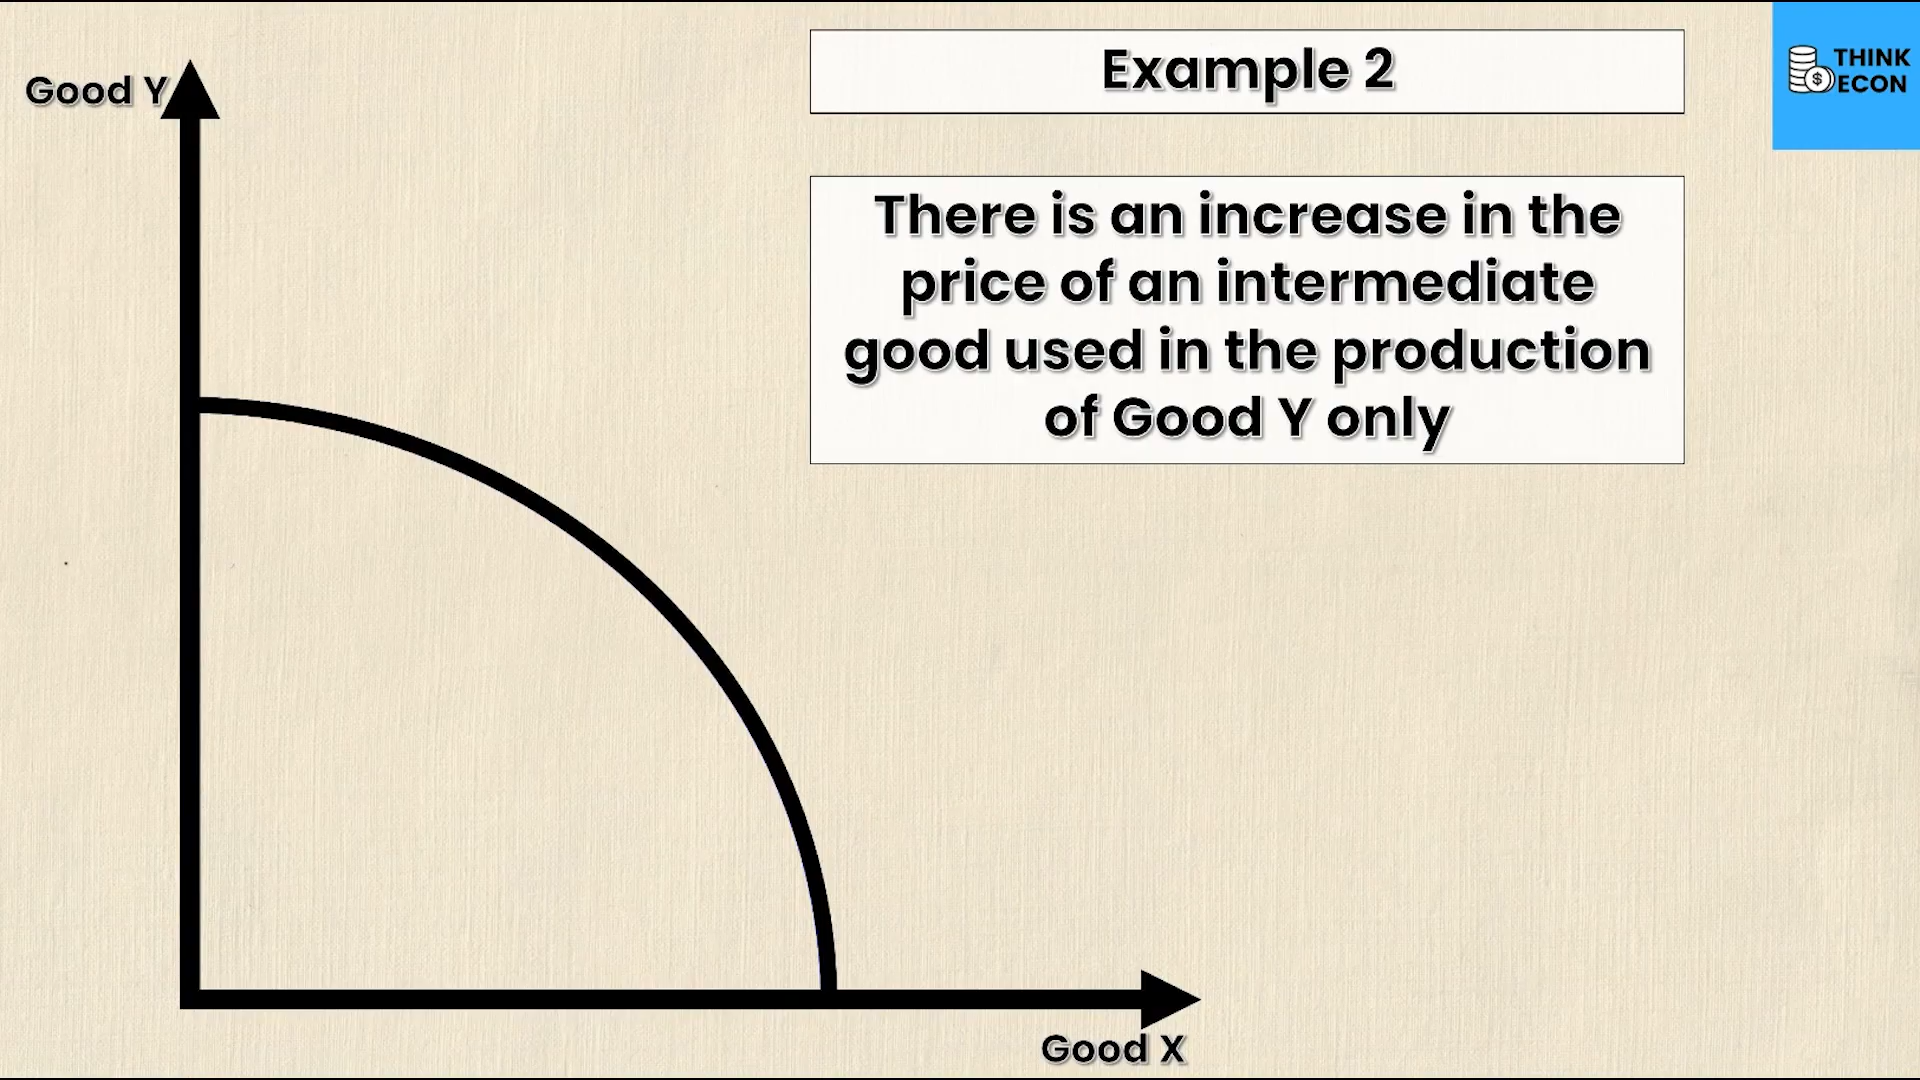 Good Y
Example 2
THINK
ECON
There is an increase in the
price of an intermediate
good used in the production
of Good Y only
Good X